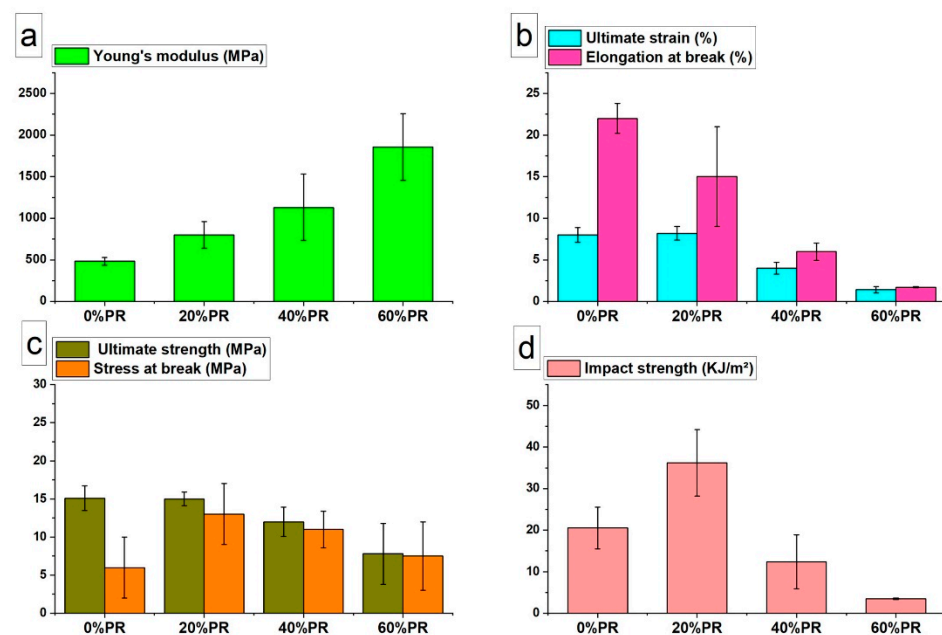 a
Young's modulus (MPa)
2500
2000
1500
1000
500
0
0%PR 20%PR 40%PR 60%PR
b
Ultimate strain (%)
Elongation at break (%)
25
20
15
10
5
0
0%PR 20%PR 40%PR 60%PR
c
Ultimate strength (MPa)
Stress at break (MPa)
30
25
20
15
10
5
0
0%PR 20%PR 40%PR 60%PR
d
Impact strength (KJ/m²)
50
40
30
20
10
0
0%PR 20%PR 40%PR 60%PR